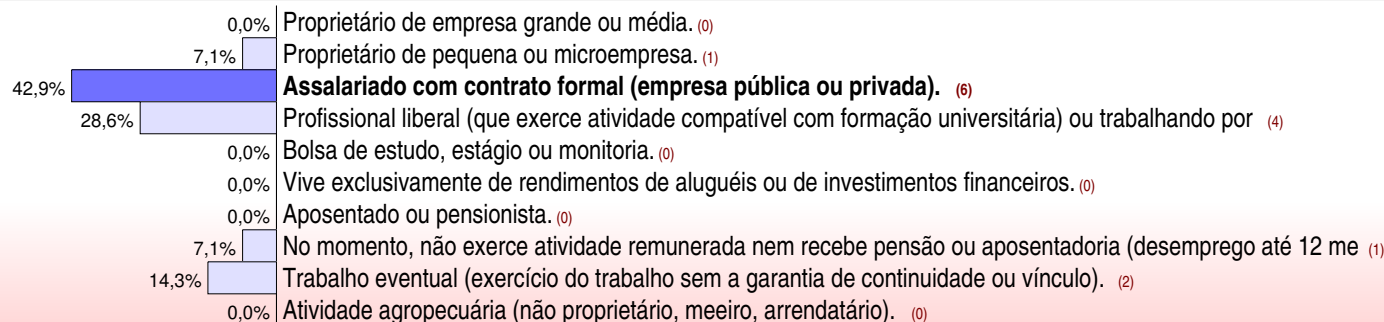 0,0% Proprietário de empresa grande ou média. (0)
7,1% Proprietário de pequena ou microempresa. (1)
42,9% Assalariado com contrato formal (empresa pública ou privada). (6)
28,6% Profissional liberal (que exerce atividade compatível com formação universitária) ou trabalhando por (4)
0,0% Bolsa de estudo, estágio ou monitoria. (0)
0,0% Vive exclusivamente de rendimentos de aluguéis ou de investimentos financeiros. (0)
0,0% Aposentado ou pensionista. (0)
7,1% No momento, não exerce atividade remunerada nem recebe pensão ou aposentadoria (desemprego até 12 me (1)
14,3% Trabalho eventual (exercício do trabalho sem a garantia de continuidade ou vínculo). (2)
0,0% Atividade agropecuária (não proprietário, meeiro, arrendatário). (0)